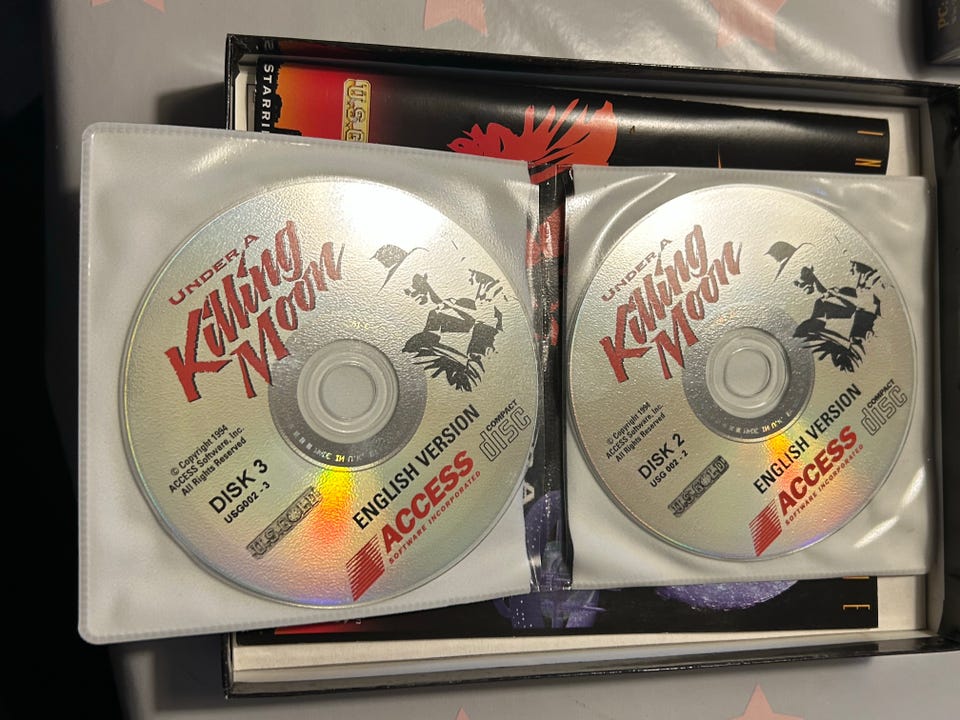 STARRI
U.S. GOLD
UNDER A
Killing
Moon
© Copyright 1994
ACCESS Software, Inc.
All Rights Reserved
DISK 3
USG002 - 3
U.S. GOLD
ENGLISH VERSION
ACCESS
SOFTWARE INCORPORATED
COMPACT
disc
UNDER A
Killing
Moon
© Copyright 1994
ACCESS Software, Inc.
All Rights Reserved
DISK 2
USG 002 - 2
U.S. GOLD
ENGLISH VERSION
ACCESS
SOFTWARE INCORPORATED
COMPACT
disc
I N
E